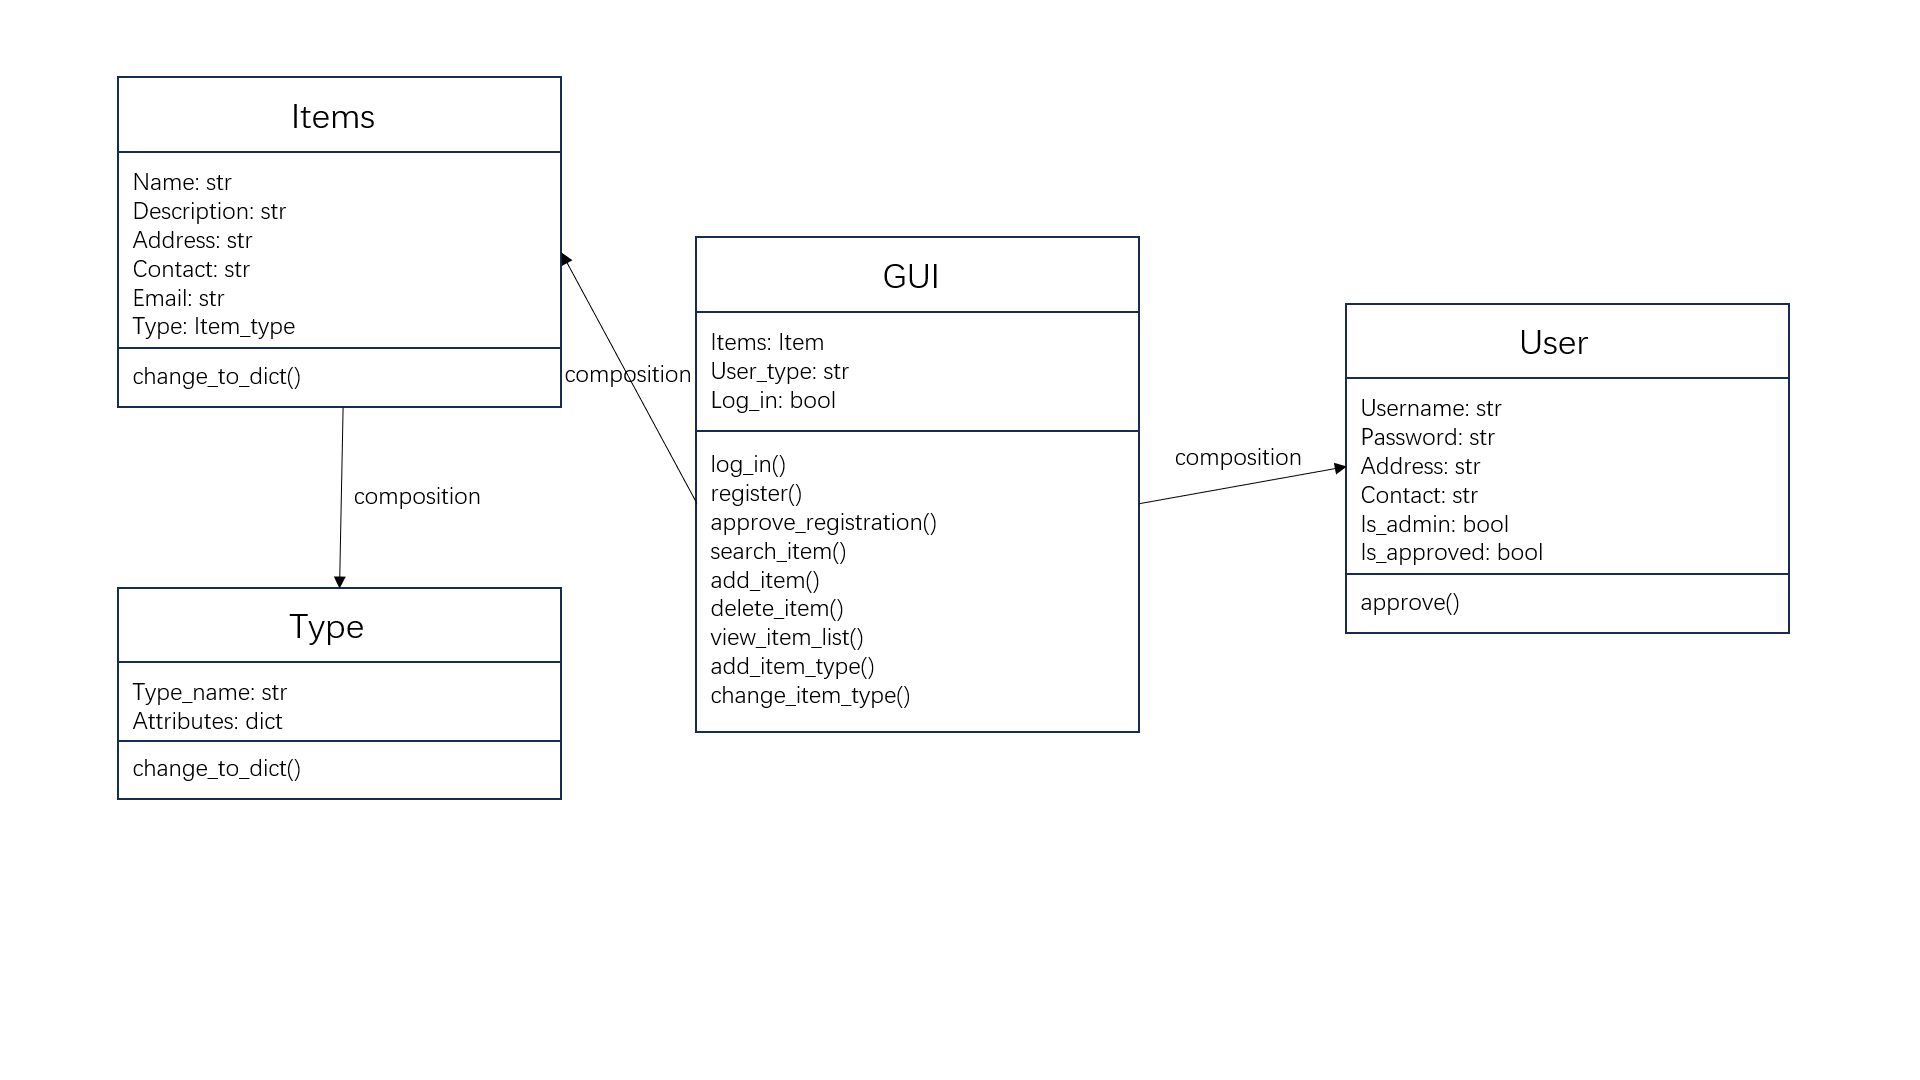 Items
Name: str
Description: str
Address: str
Contact: str
Email: str
Type: Item_type
change_to_dict()
composition
composition
Type
Type_name: str
Attributes: dict
change_to_dict()
GUI
Items: Item
User_type: str
Log_in: bool
log_in()
register()
approve_registration()
search_item()
add_item()
delete_item()
view_item_list()
add_item_type()
change_item_type()
composition
User
Username: str
Password: str
Address: str
Contact: str
Is_admin: bool
Is_approved: bool
approve()